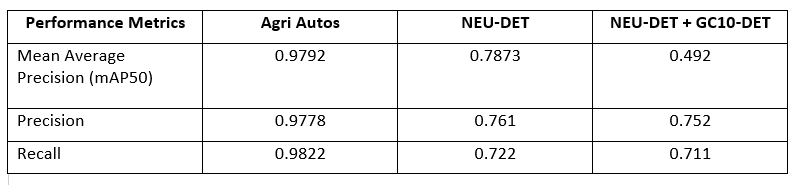 Performance Metrics Agri Autos NEU-DET NEU-DET + GC10-DET
Mean Average 0.9792 0.7873 0.492
Precision (mAP50)
Precision 0.9778 0.761 0.752
Recall 0.9822 0.722 0.711